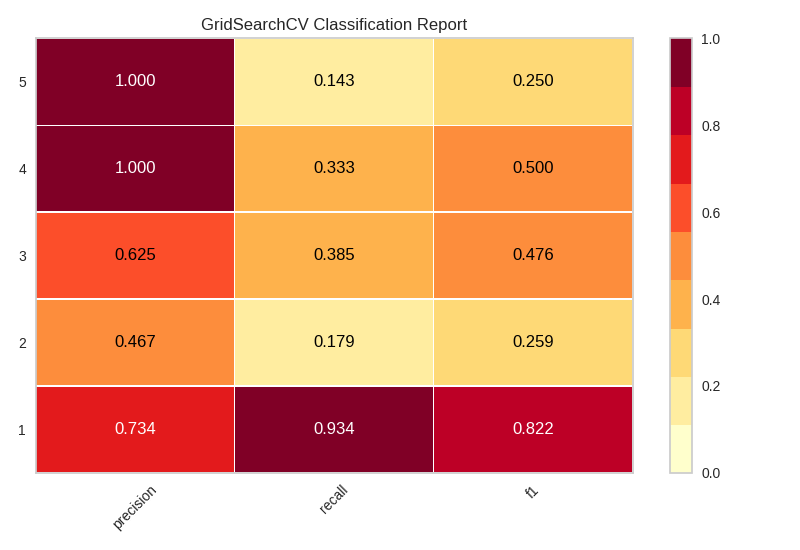 GridSearchCV Classification Report
5 1.000 0.143 0.250
4 1.000 0.333 0.500
3 0.625 0.385 0.476
2 0.467 0.179 0.259
1 0.734 0.934 0.822
precision recall f1
1.0
0.8
0.6
0.4
0.2
0.0